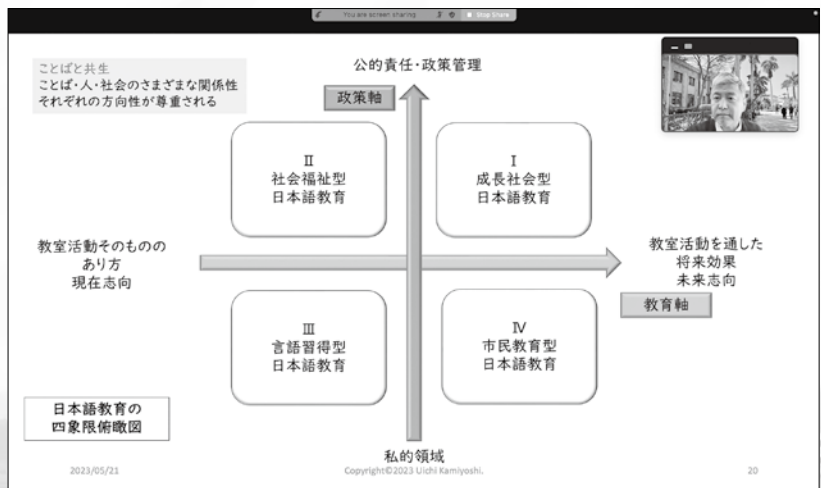 You are screen sharing
Stop Share
ことばと共生
ことば・人・社会のさまざまな関係性
それぞれの方向性が尊重される
公的責任・政策管理
政策軸
Ⅱ
社会福祉型
日本語教育
Ⅰ
成長社会型
日本語教育
教室活動そのものの
あり方
現在志向
教室活動を通した
将来効果
未来志向
教育軸
Ⅲ
言語習得型
日本語教育
Ⅳ
市民教育型
日本語教育
日本語教育の
四象限俯瞰図
私的領域
2023/05/21
Copyright©2023 Uichi Kamiyoshi.
20